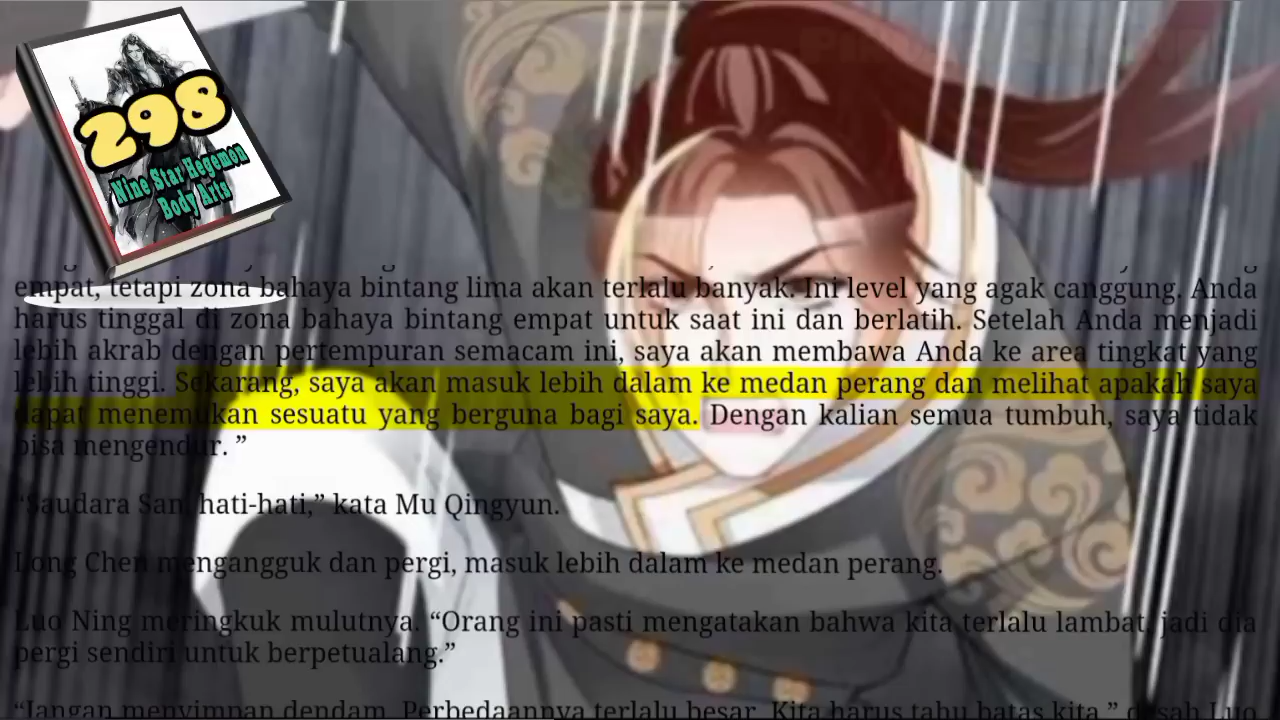 298
Nine Star Hegemon
Body Arts
empat, tetapi zona bahaya bintang lima akan terlalu banyak. Ini level yang agak canggung. Anda
harus tinggal di zona bahaya bintang empat untuk saat ini dan berlatih. Setelah Anda menjadi
lebih akrab dengan pertempuran semacam ini, saya akan membawa Anda ke area tingkat yang
lebih tinggi. Sekarang, saya akan masuk lebih dalam ke medan perang dan melihat apakah saya
dapat menemukan sesuatu yang berguna bagi saya. Dengan kalian semua tumbuh, saya tidak
bisa mengendur. ”
“Saudara San, hati-hati,” kata Mu Qingyun.
Long Chen mengangguk dan pergi, masuk lebih dalam ke medan perang.
Luo Ning meringkuk mulutnya. “Orang ini pasti mengatakan bahwa kita terlalu lambat, jadi dia
pergi sendiri untuk berpetualang.”
“Jangan menyimpan dendam. Perbedaannya terlalu besar. Kita harus tahu batas kita,” desah Luo